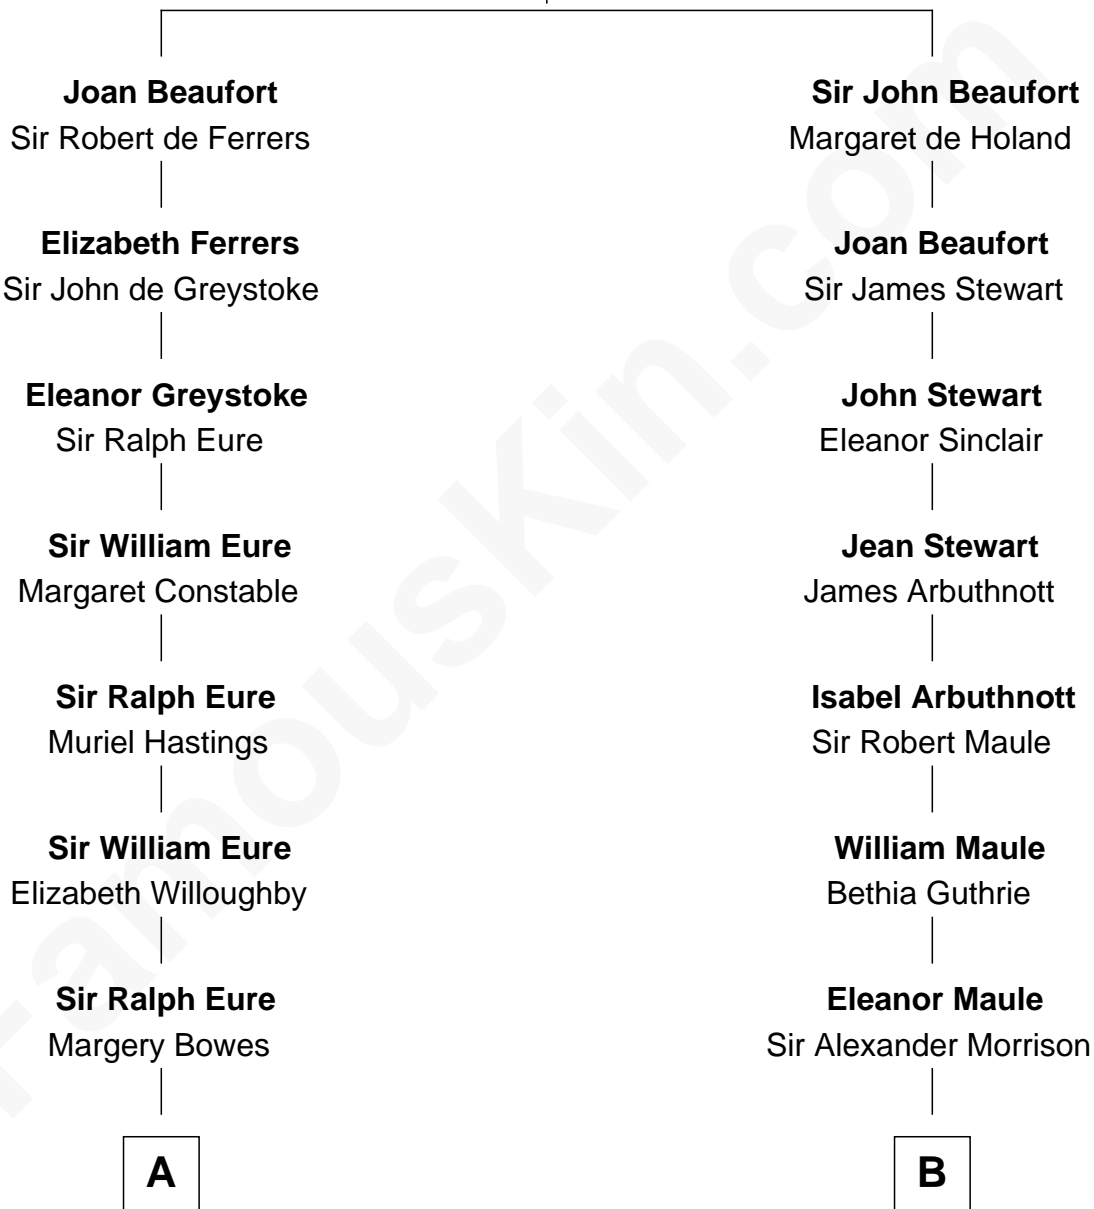 Joan Beaufort
Sir Robert de Ferrers
Elizabeth Ferrers
Sir John de Greystoke
Eleanor Greystoke
Sir Ralph Eure
Sir William Eure
Margaret Constable
Sir Ralph Eure
Muriel Hastings
Sir William Eure
Elizabeth Willoughby
Sir Ralph Eure
Margery Bowes
A
Sir John Beaufort
Margaret de Holand
Joan Beaufort
Sir James Stewart
John Stewart
Eleanor Sinclair
Jean Stewart
James Arbuthnott
Isabel Arbuthnott
Sir Robert Maule
William Maule
Bethia Guthrie
Eleanor Maule
Sir Alexander Morrison
B
FamousKin.com